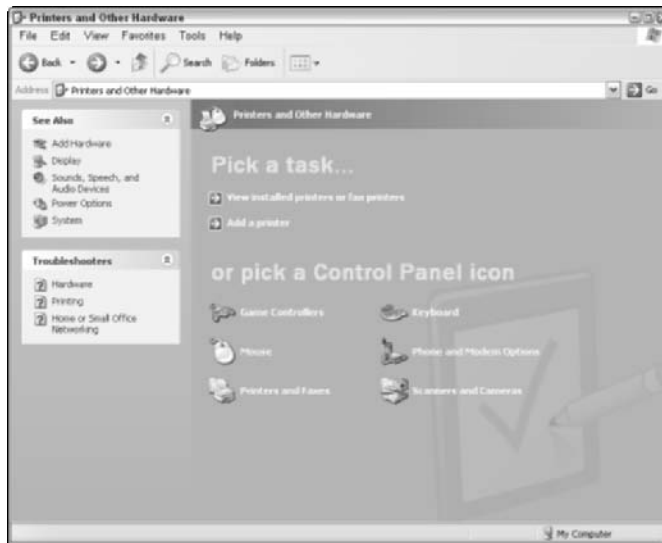 Printers and Other Hardware
File Edit View Favorites Tools Help
Back Search Folders
Address Printers and Other Hardware Go
See Also
Add Hardware
Display
Sounds, Speech, and
Audio Devices
Power Options
System
Troubleshooters
Hardware
Printing
Home or Small Office
Networking
Printers and Other Hardware
Pick a task...
View installed printers or fax printers
Add a printer
or pick a Control Panel icon
Game Controllers Keyboard
Mouse Phone and Modem Options
Printers and Faxes Scanners and Cameras
My Computer